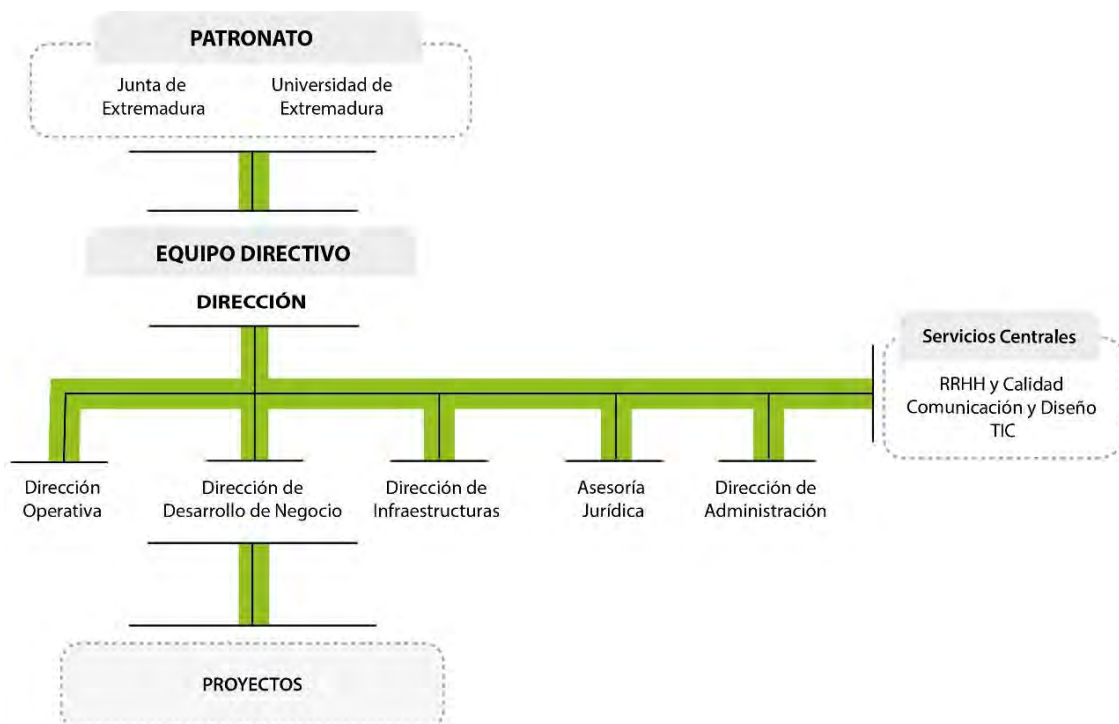 PATRONATO
Junta de
Extremadura
Universidad de
Extremadura
EQUIPO DIRECTIVO
DIRECCIÓN
Servicios Centrales
RRHH y Calidad
Comunicación y Diseño
TIC
Dirección
Operativa
Dirección de
Desarrollo de Negocio
Dirección de
Infraestructuras
Asesoría
Jurídica
Dirección de
Administración
PROYECTOS